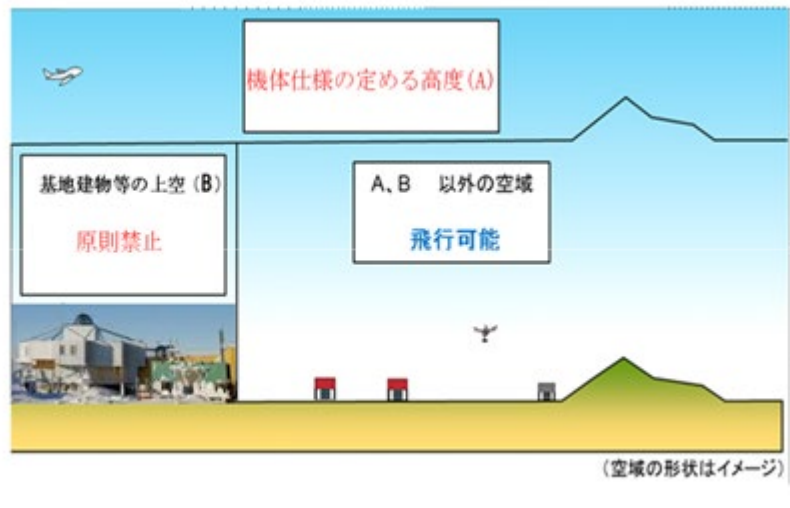 機体仕様の定める高度(A)
基地建物等の上空(B)
原則禁止
A、B 以外の空域
飛行可能
(空域の形状はイメージ)